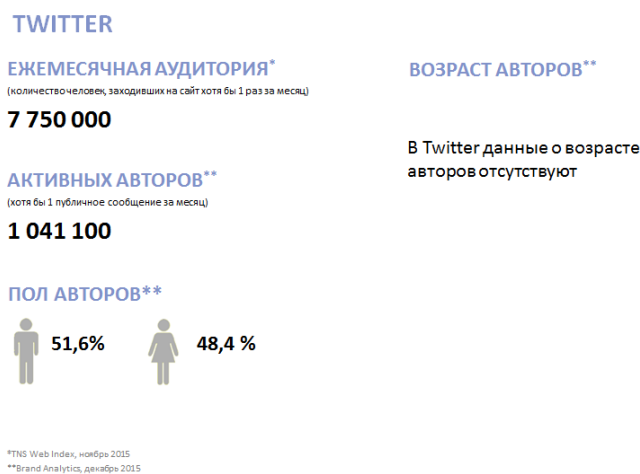 TWITTER
ЕЖЕМЕСЯЧНАЯ АУДИТОРИЯ*
(количество человек, заходивших на сайт хотя бы 1 раз за месяц)
7 750 000
АКТИВНЫХ АВТОРОВ**
(хотя бы 1 публичное сообщение за месяц)
1 041 100
ПОЛ АВТОРОВ**
51,6%
48,4 %
ВОЗРАСТ АВТОРОВ**
В Twitter данные о возрасте
авторов отсутствуют
*TNS Web Index, ноябрь 2015
**Brand Analytics, декабрь 2015